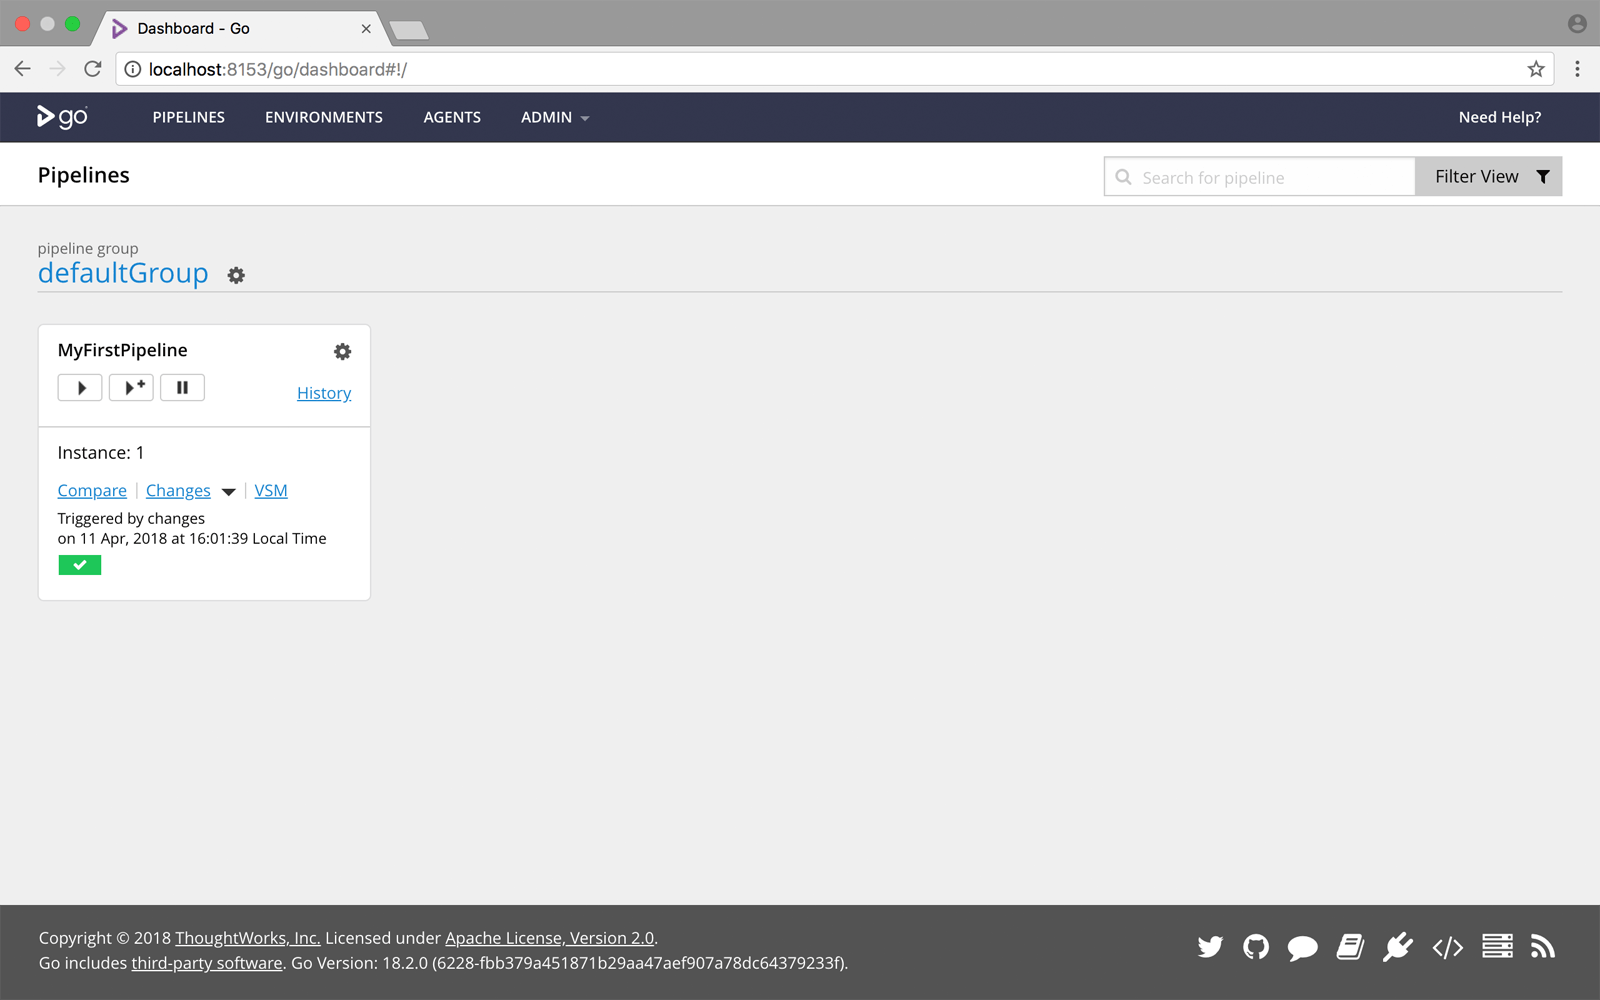 Dashboard - Go
localhost:8153/go/dashboard#!/
go PIPELINES ENVIRONMENTS AGENTS ADMIN Need Help?
Pipelines
Search for pipeline
Filter View
pipeline group
defaultGroup
MyFirstPipeline
History
Instance: 1
Compare Changes VSM
Triggered by changes
on 11 Apr, 2018 at 16:01:39 Local Time
Copyright © 2018 ThoughtWorks, Inc. Licensed under Apache License, Version 2.0.
Go includes third-party software. Go Version: 18.2.0 (6228-fbb379a451871b29aa47aef907a78dc64379233f).